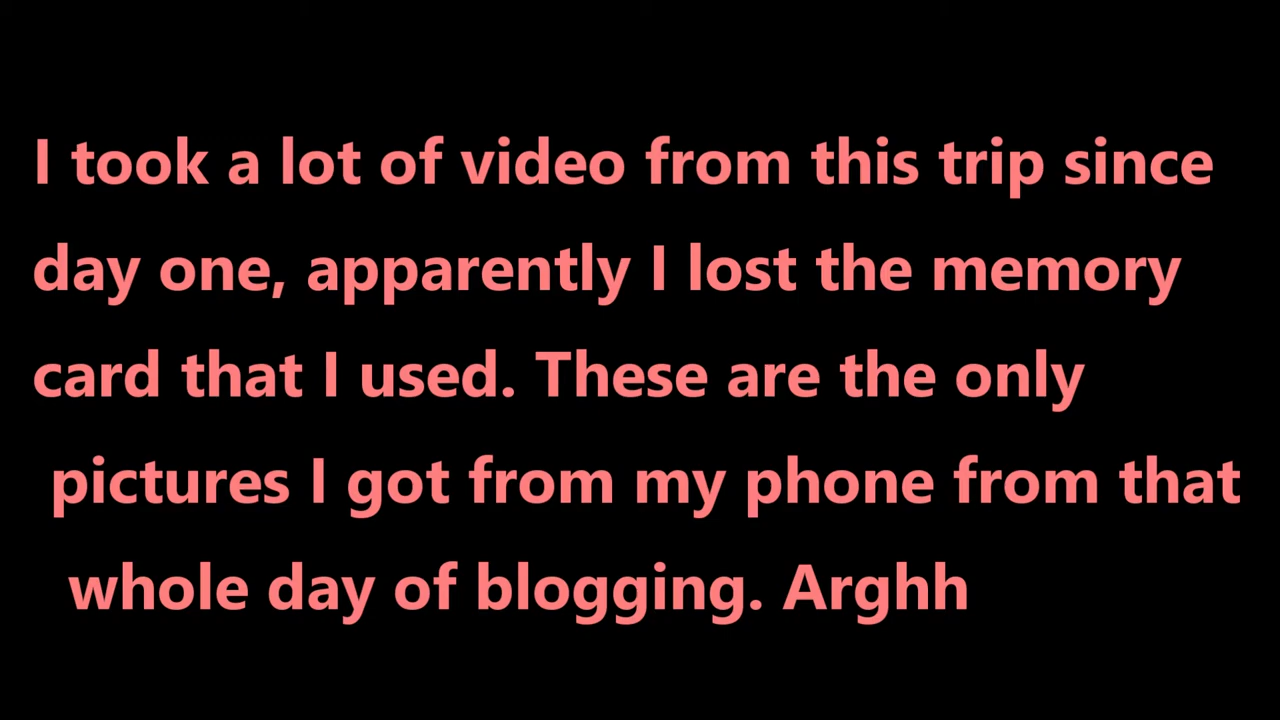 I took a lot of video from this trip since
day one, apparently I lost the memory
card that I used. These are the only
pictures I got from my phone from that
whole day of blogging. Arghh